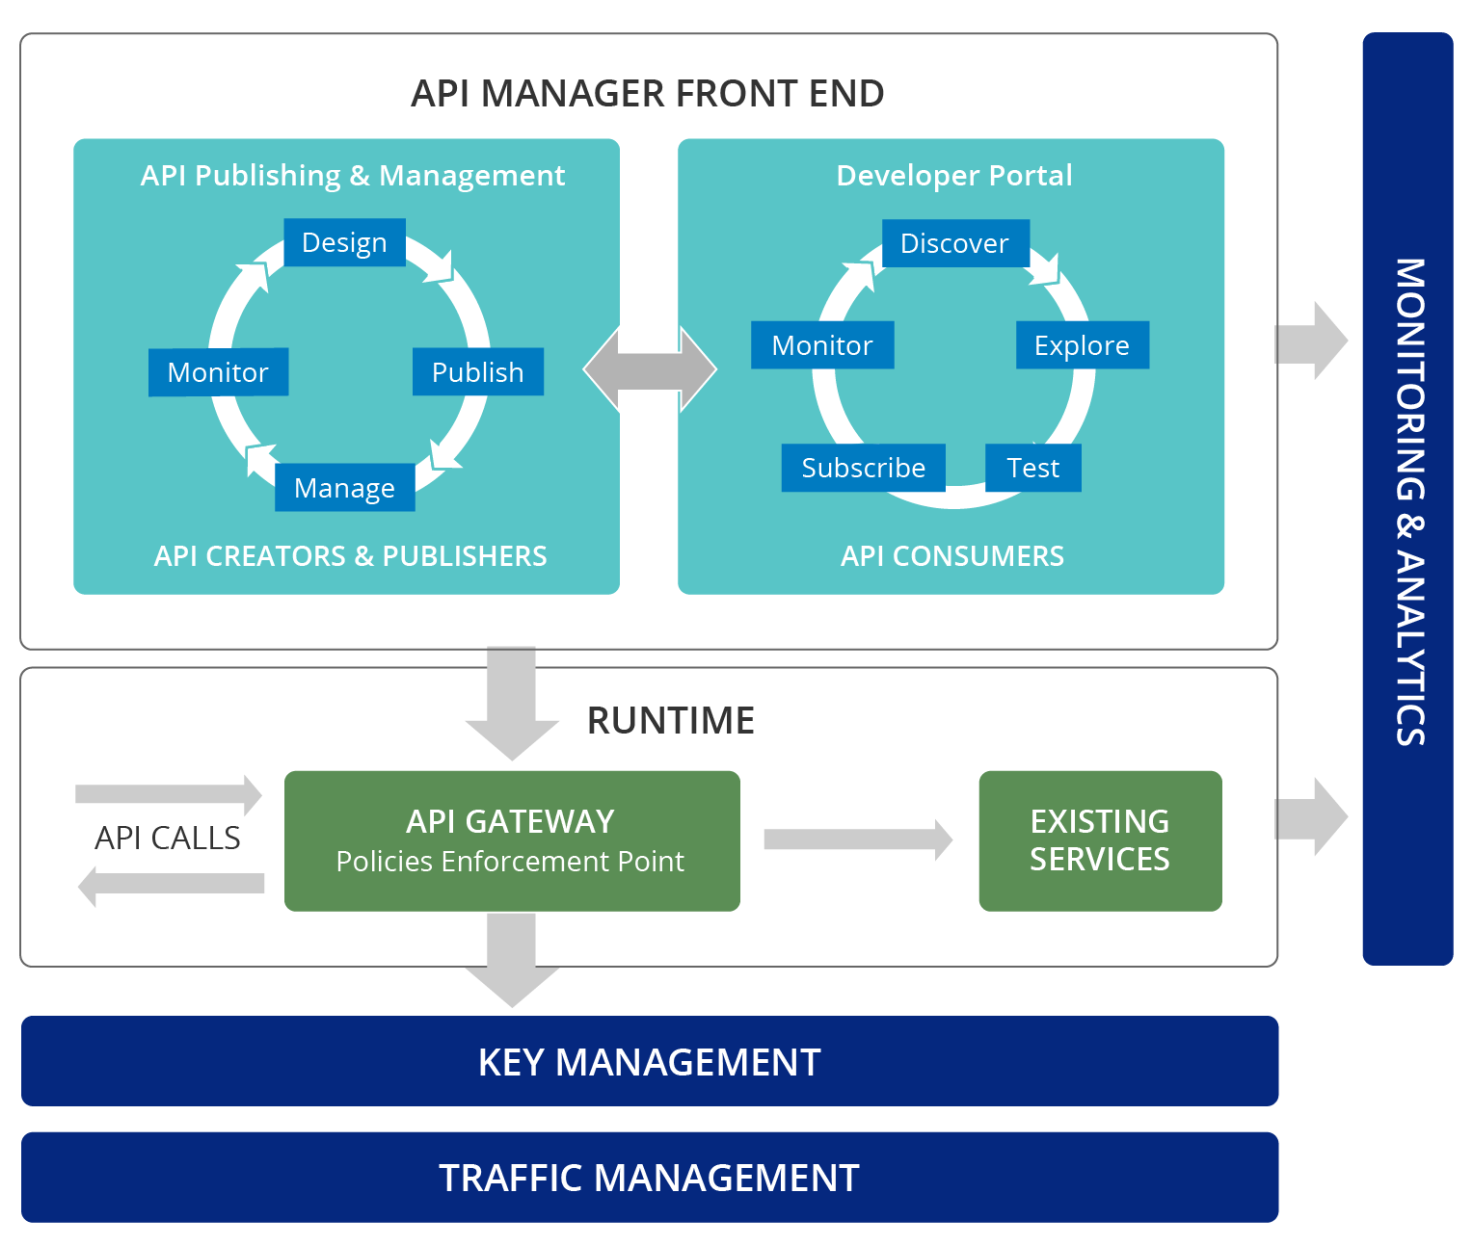 API MANAGER FRONT END
API Publishing & Management
Design
Monitor
Publish
Manage
API CREATORS & PUBLISHERS
Developer Portal
Discover
Monitor
Explore
Subscribe
Test
API CONSUMERS
MONITORING & ANALYTICS
RUNTIME
API CALLS
API GATEWAY
Policies Enforcement Point
EXISTING
SERVICES
KEY MANAGEMENT
TRAFFIC MANAGEMENT